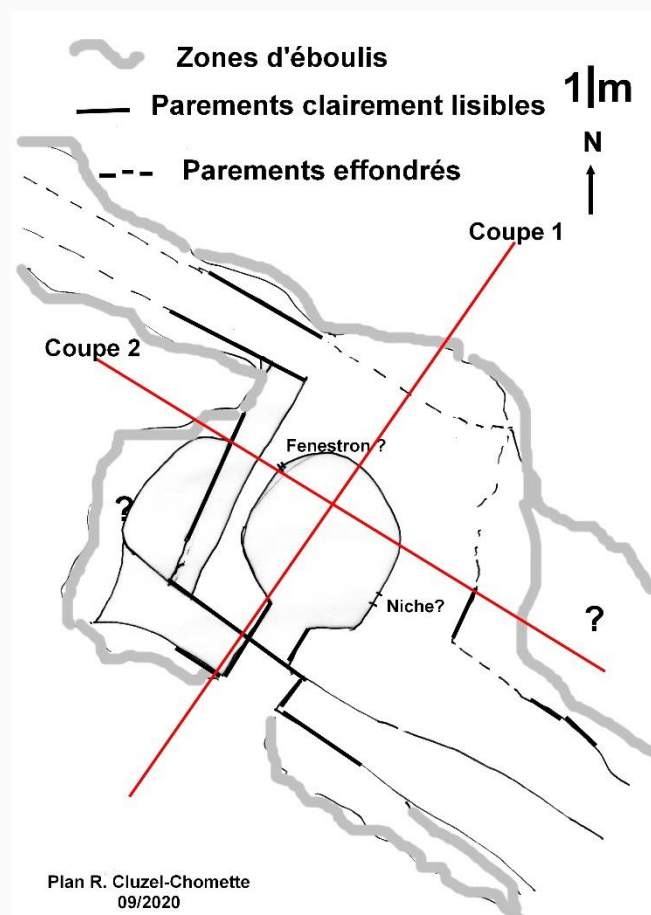 Zones d'éboulis
Parements clairement lisibles
1 m
N
Parements effondrés
Coupe 1
Coupe 2
Fenestron ?
?
Niche?
?
Plan R. Cluzel-Chomette
09/2020